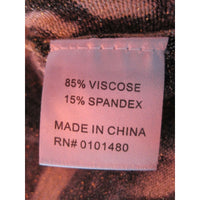 85% VISCOSE
15% SPANDEX
MADE IN CHINA
RN# 0101480